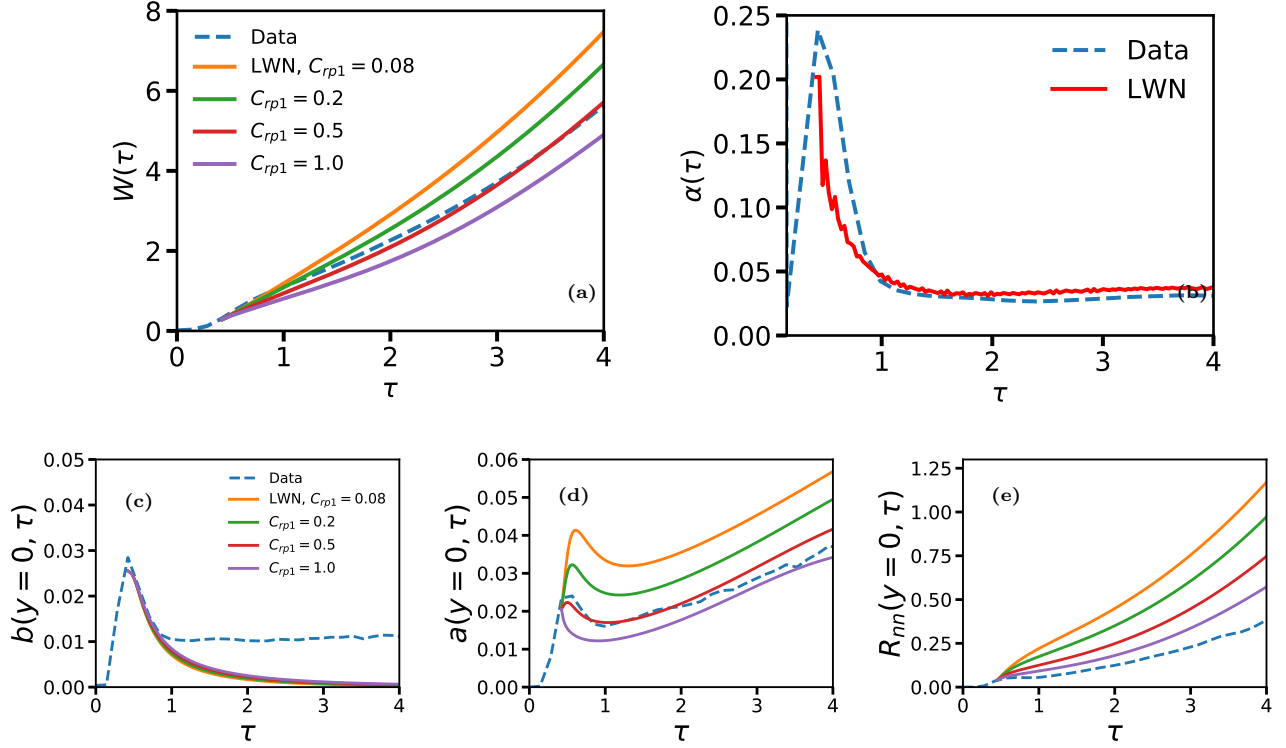 8
6
4
2
0
W(τ)
Data
LWN, C_{rp1} = 0.08
C_{rp1} = 0.2
C_{rp1} = 0.5
C_{rp1} = 1.0
(a)
0 1 2 3 4
τ
0.25
0.20
0.15
0.10
0.05
0.00
α(τ)
Data
LWN
(b)
1 2 3 4
τ
0.05
0.04
0.03
0.02
0.01
0.00
b(y = 0, τ)
(c)
Data
LWN, C_{rp1} = 0.08
C_{rp1} = 0.2
C_{rp1} = 0.5
C_{rp1} = 1.0
0 1 2 3 4
τ
0.06
0.05
0.04
0.03
0.02
0.01
0.00
a(y = 0, τ)
(d)
0 1 2 3 4
τ
1.25
1.00
0.75
0.50
0.25
0.00
R_{nn}(y = 0, τ)
(e)
0 1 2 3 4
τ